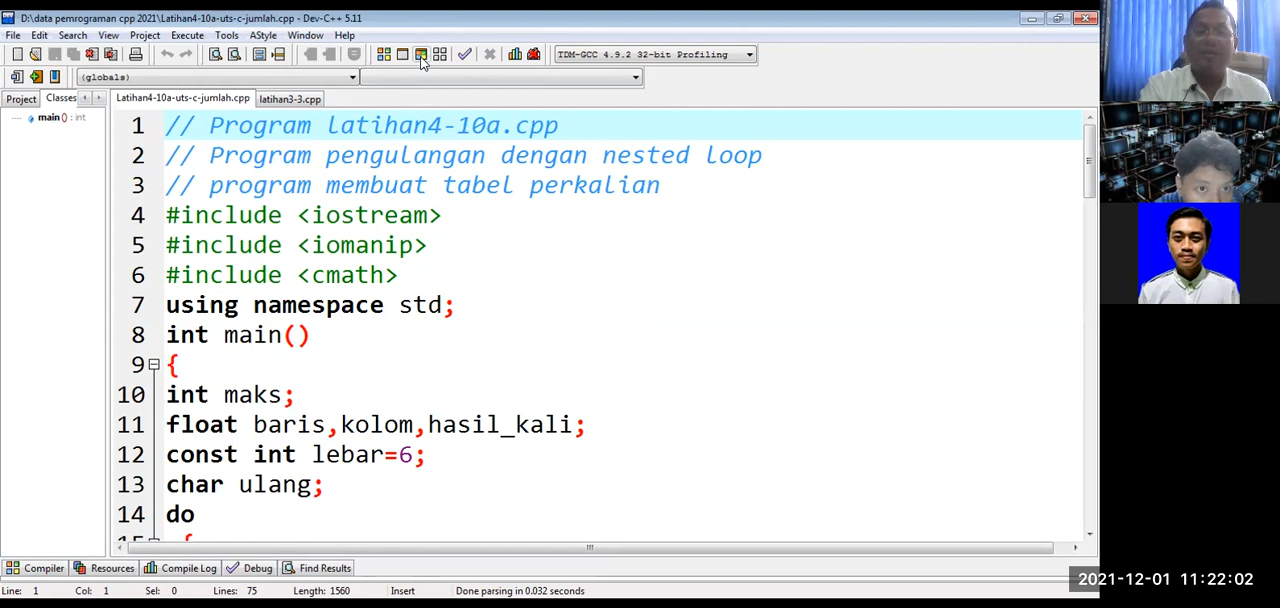 D:\data pemrograman cpp 2021\Latihan4-10a-uts-c-jumlah.cpp - Dev-C++ 5.11
File Edit Search View Project Execute Tools AStyle Window Help
TDM-GCC 4.9.2 32-bit Profiling
(globals)
Project Classes Latihan4-10a-uts-c-jumlah.cpp latihan3-3.cpp
main() : int
1 // Program latihan4-10a.cpp
2 // Program pengulangan dengan nested loop
3 // program membuat tabel perkalian
4 #include <iostream>
5 #include <iomanip>
6 #include <cmath>
7 using namespace std;
8 int main()
9 {
10 int maks;
11 float baris,kolom,hasil_kali;
12 const int lebar=6;
13 char ulang;
14 do
15 {
Compiler Resources Compile Log Debug Find Results
Line: 1 Col: 1 Sel: 0 Lines: 75 Length: 1560 Insert Done parsing in 0.032 seconds
2021-12-01 11:22:02